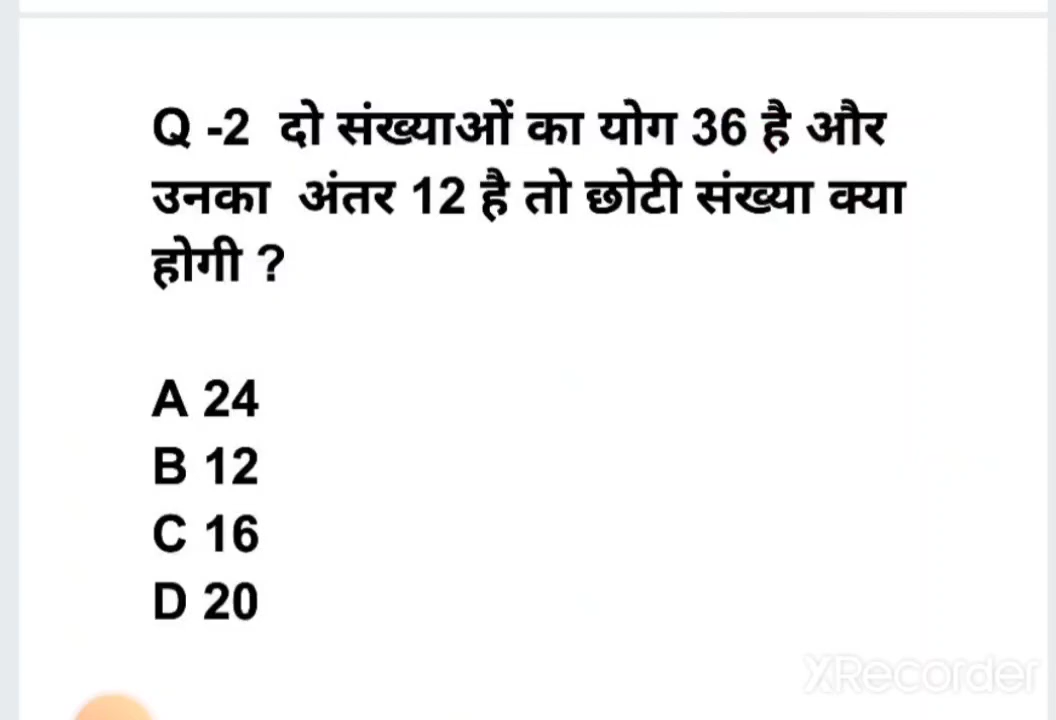 Q -2 दो संख्याओं का योग 36 है और
उनका अंतर 12 है तो छोटी संख्या क्या
होगी ?
A 24
B 12
C 16
D 20
XRecorder